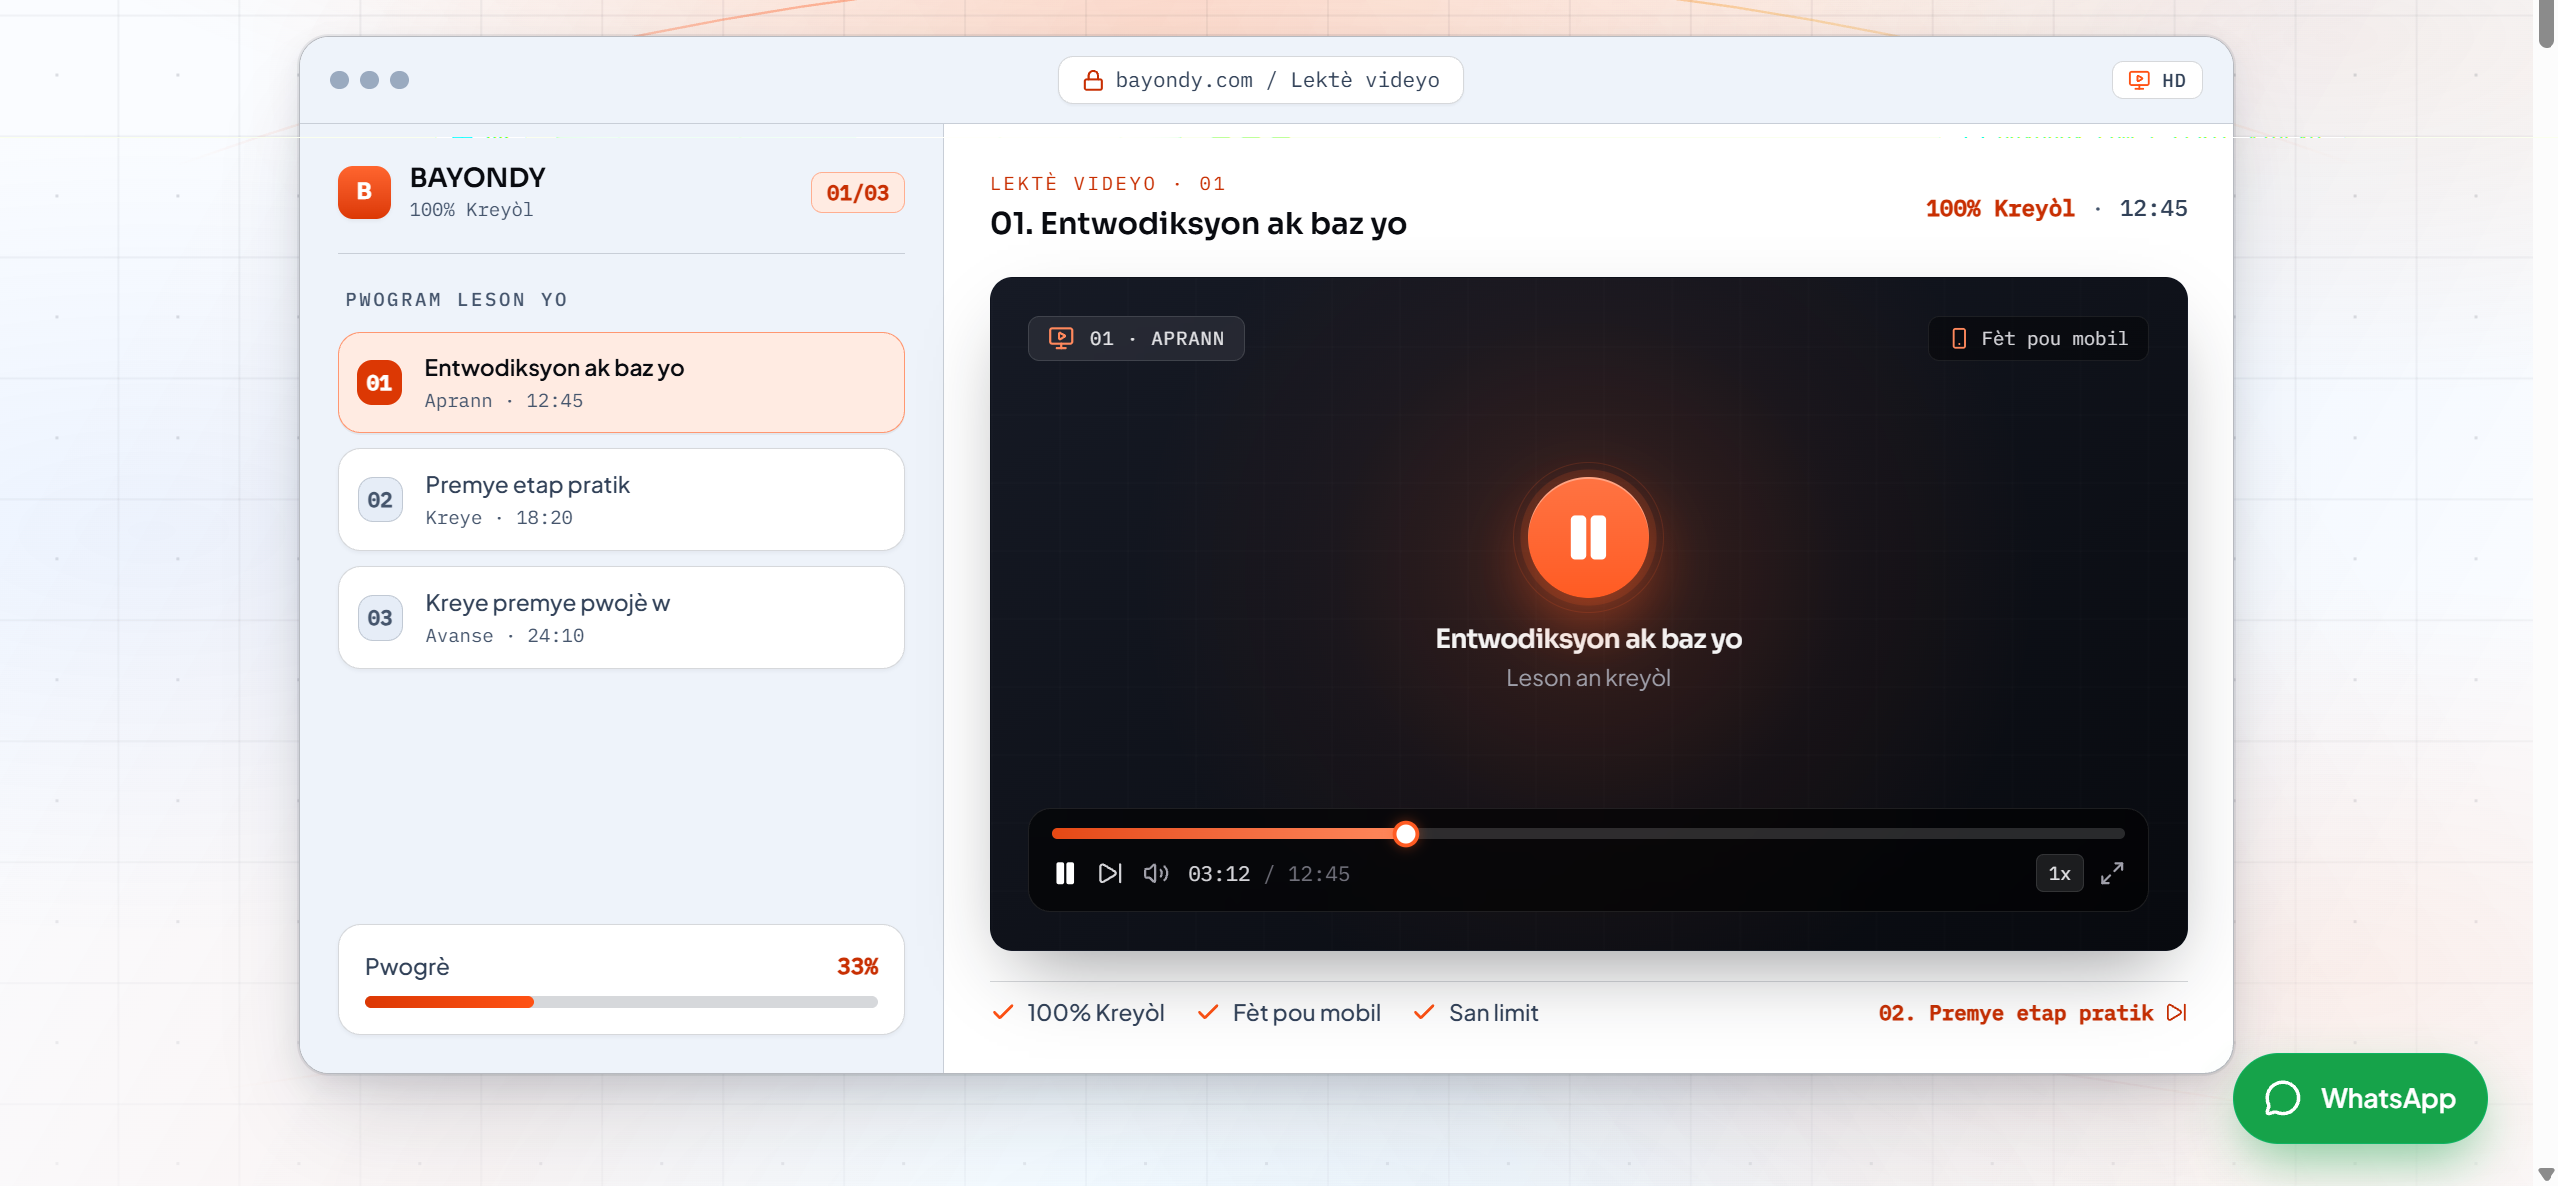 bayondy.com / Lektè videyo
HD
B
BAYONDY
100% Kreyòl
01/03
PWOGRAM LESON YO
01
Entwodiksyon ak baz yo
Aprann · 12:45
02
Premye etap pratik
Kreye · 18:20
03
Kreye premye pwojè w
Avanse · 24:10
Pwogrè
33%
LEKTÈ VIDEYO · 01
01. Entwodiksyon ak baz yo
100% Kreyòl · 12:45
01 · APRANN
Fèt pou mobil
Entwodiksyon ak baz yo
Leson an kreyòl
03:12 / 12:45
1x
100% Kreyòl
Fèt pou mobil
San limit
02. Premye etap pratik
WhatsApp